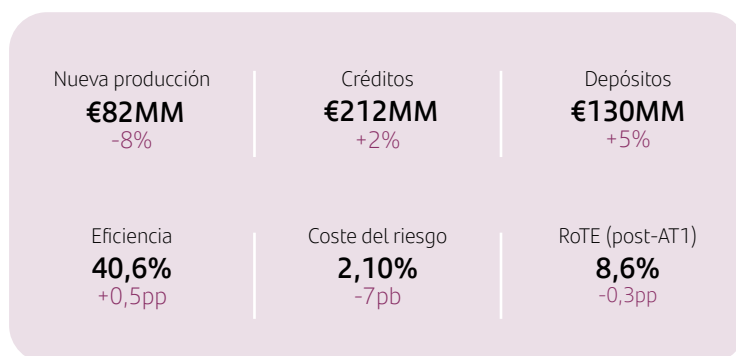 Nueva producción
€82MM
-8%
Créditos
€212MM
+2%
Depósitos
€130MM
+5%
Eficiencia
40,6%
+0,5pp
Coste del riesgo
2,10%
-7pb
RoTE (post-AT1)
8,6%
-0,3pp